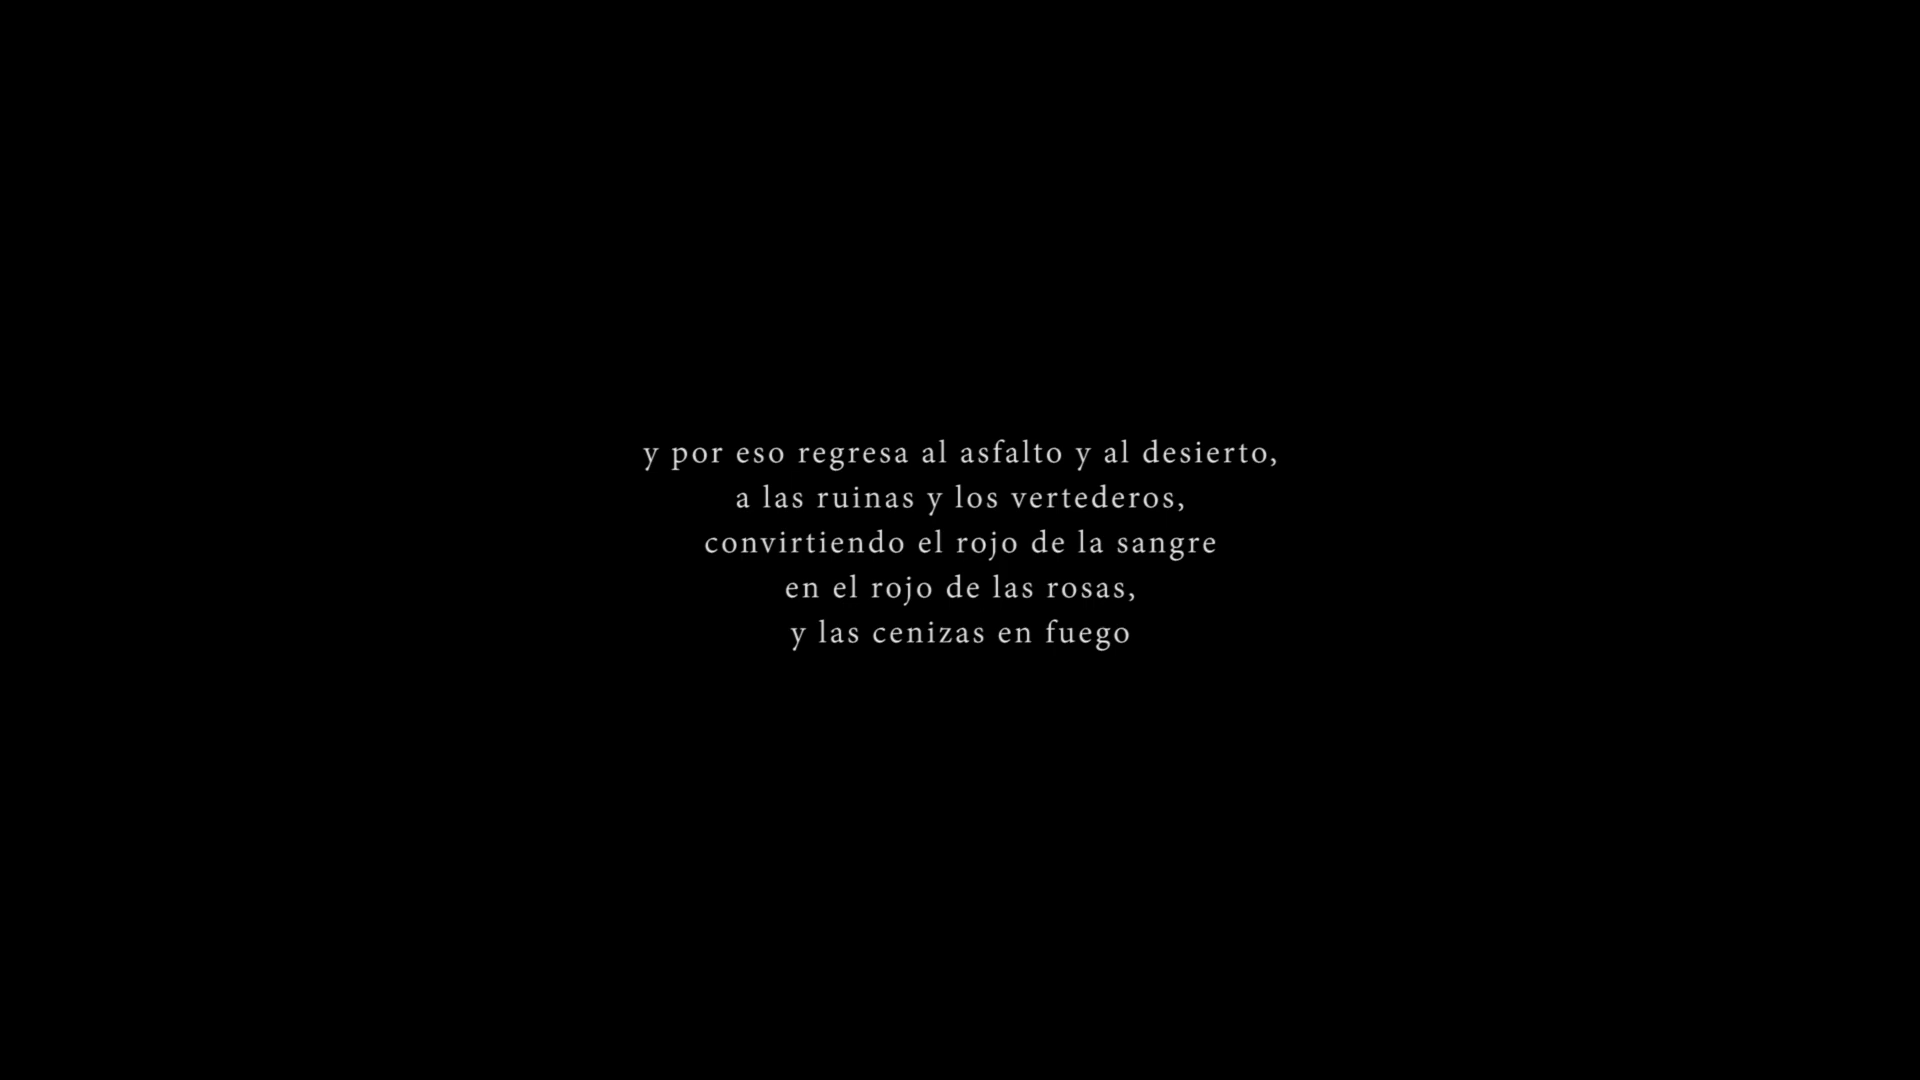 y por eso regresa al asfalto y al desierto,
a las ruinas y los vertederos,
convirtiendo el rojo de la sangre
en el rojo de las rosas,
y las cenizas en fuego